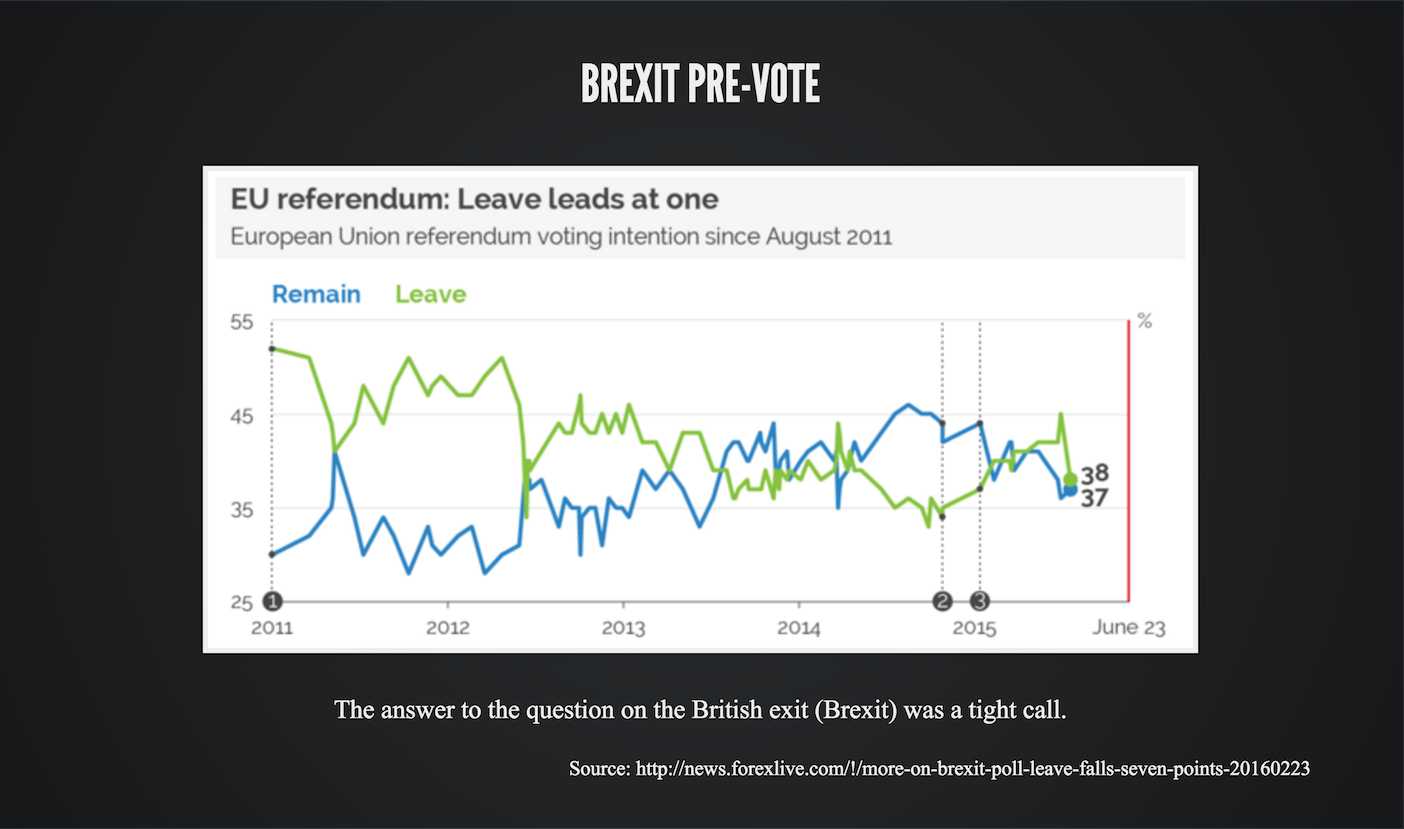 BREXIT PRE-VOTE
EU referendum: Leave leads at one
European Union referendum voting intention since August 2011
Remain Leave
55 %
45
35
25
38
37
1 2 3
2011 2012 2013 2014 2015 June 23
The answer to the question on the British exit (Brexit) was a tight call.
Source: http://news.forexlive.com/!/more-on-brexit-poll-leave-falls-seven-points-20160223